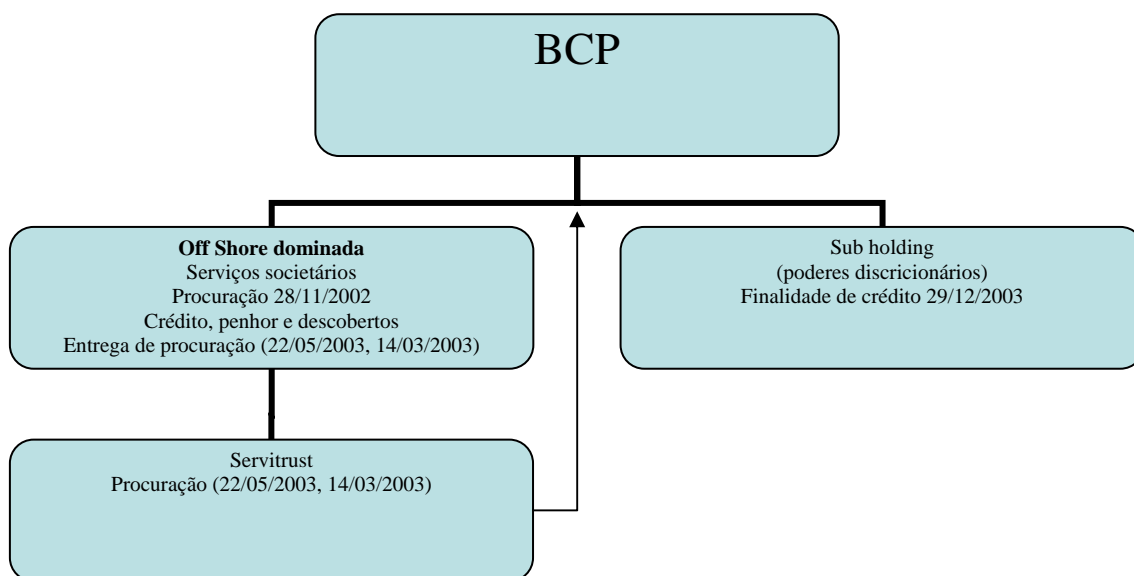 BCP
Off Shore dominada
Serviços societários
Procuração 28/11/2002
Crédito, penhor e descobertos
Entrega de procuração (22/05/2003, 14/03/2003)
Sub holding
(poderes discricionários)
Finalidade de crédito 29/12/2003
Servitrust
Procuração (22/05/2003, 14/03/2003)